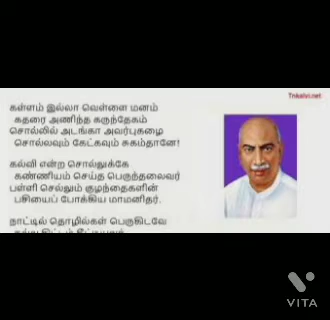 Tnkalvi.net
கள்ளம் இல்லா வெள்ளை மனம்
கதரை அணிந்த கருந்தேகம்
சொல்லில் அடங்கா அவர்புகழை
சொல்லவும் கேட்கவும் சுகம்தானே!
கல்வி என்ற சொல்லுக்கே
கண்ணியம் செய்த பெருந்தலைவர்
பள்ளி செல்லும் குழந்தைகளின்
பசியைப் போக்கிய மாமனிதர்.
நாட்டில் தொழில்கள் பெருகிடவே
VITA